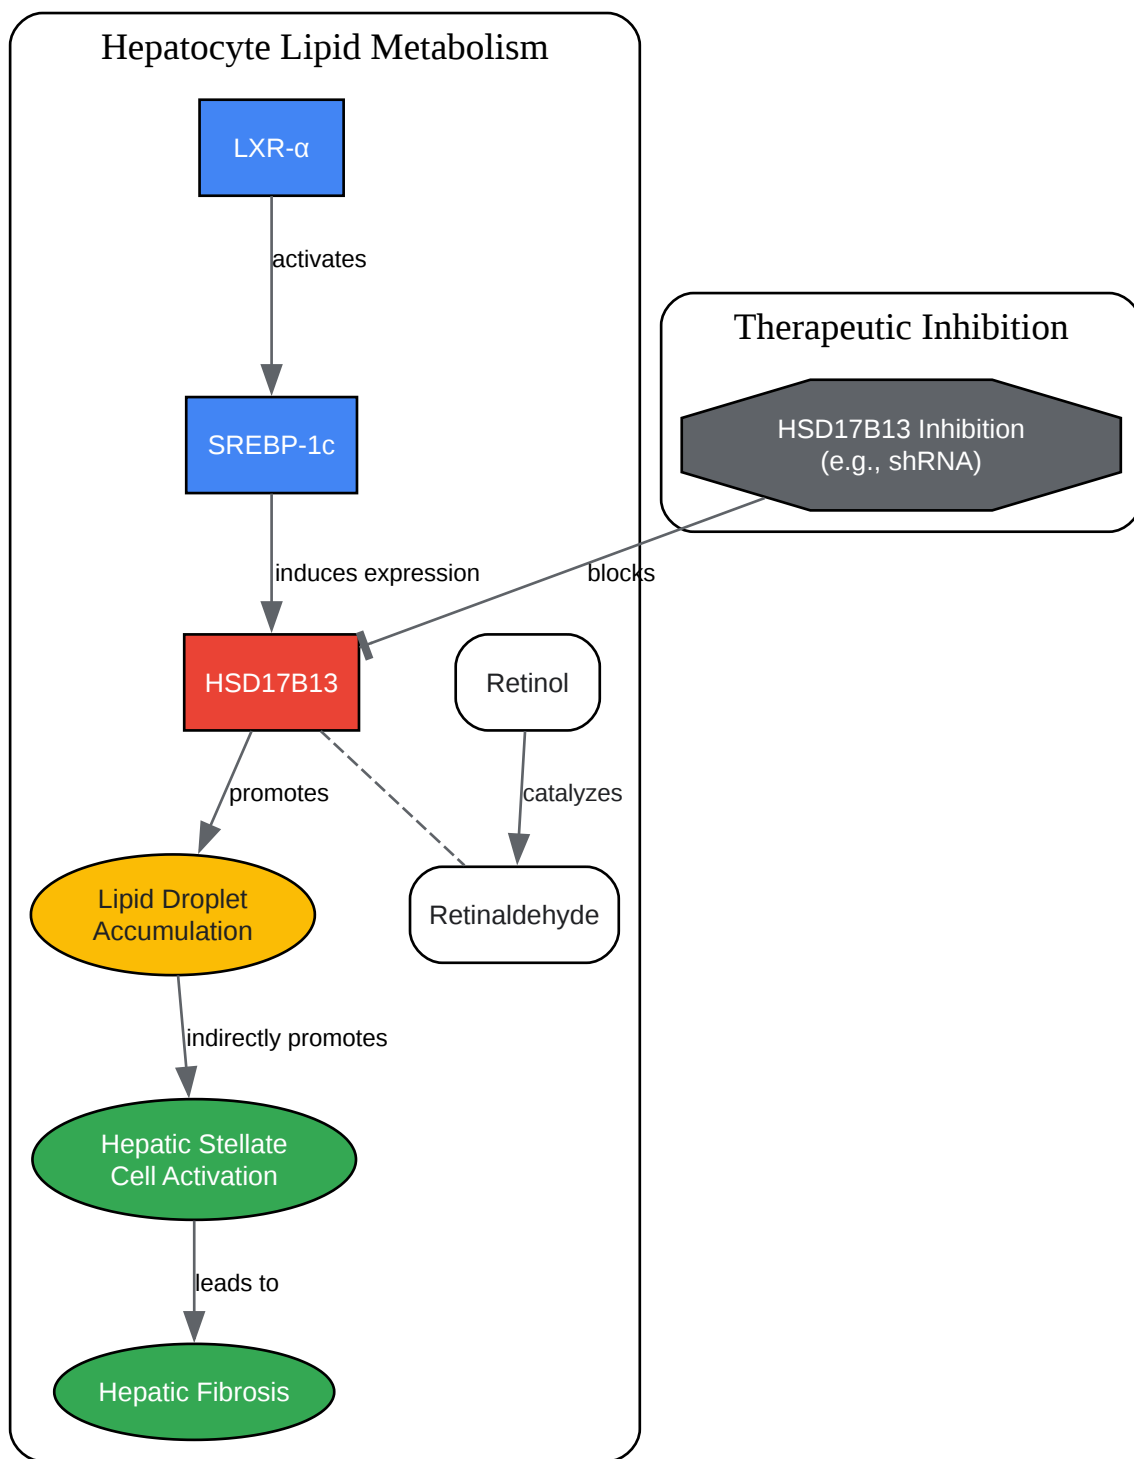 Hepatocyte Lipid Metabolism
LXR-α
activates
Therapeutic Inhibition
SREBP-1c
HSD17B13 Inhibition
(e.g., shRNA)
induces expression
blocks
HSD17B13
Retinol
promotes
catalyzes
Lipid Droplet
Accumulation
Retinaldehyde
indirectly promotes
Hepatic Stellate
Cell Activation
leads to
Hepatic Fibrosis